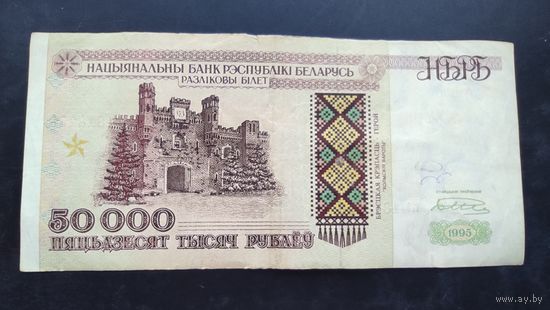 НАЦЫЯНАЛЬНЫ БАНК РЭСПУБЛІКІ БЕЛАРУСЬ
РАЗЛІКОВЫ БІЛЕТ
НБРБ
БРЭСЦКАЯ КРЭПАСЦЬ ГЕРОЙ
50 000
ПЯЦЬДЗЕСЯТ ТЫСЯЧ РУБЛЁЎ
1995
www.ay.by